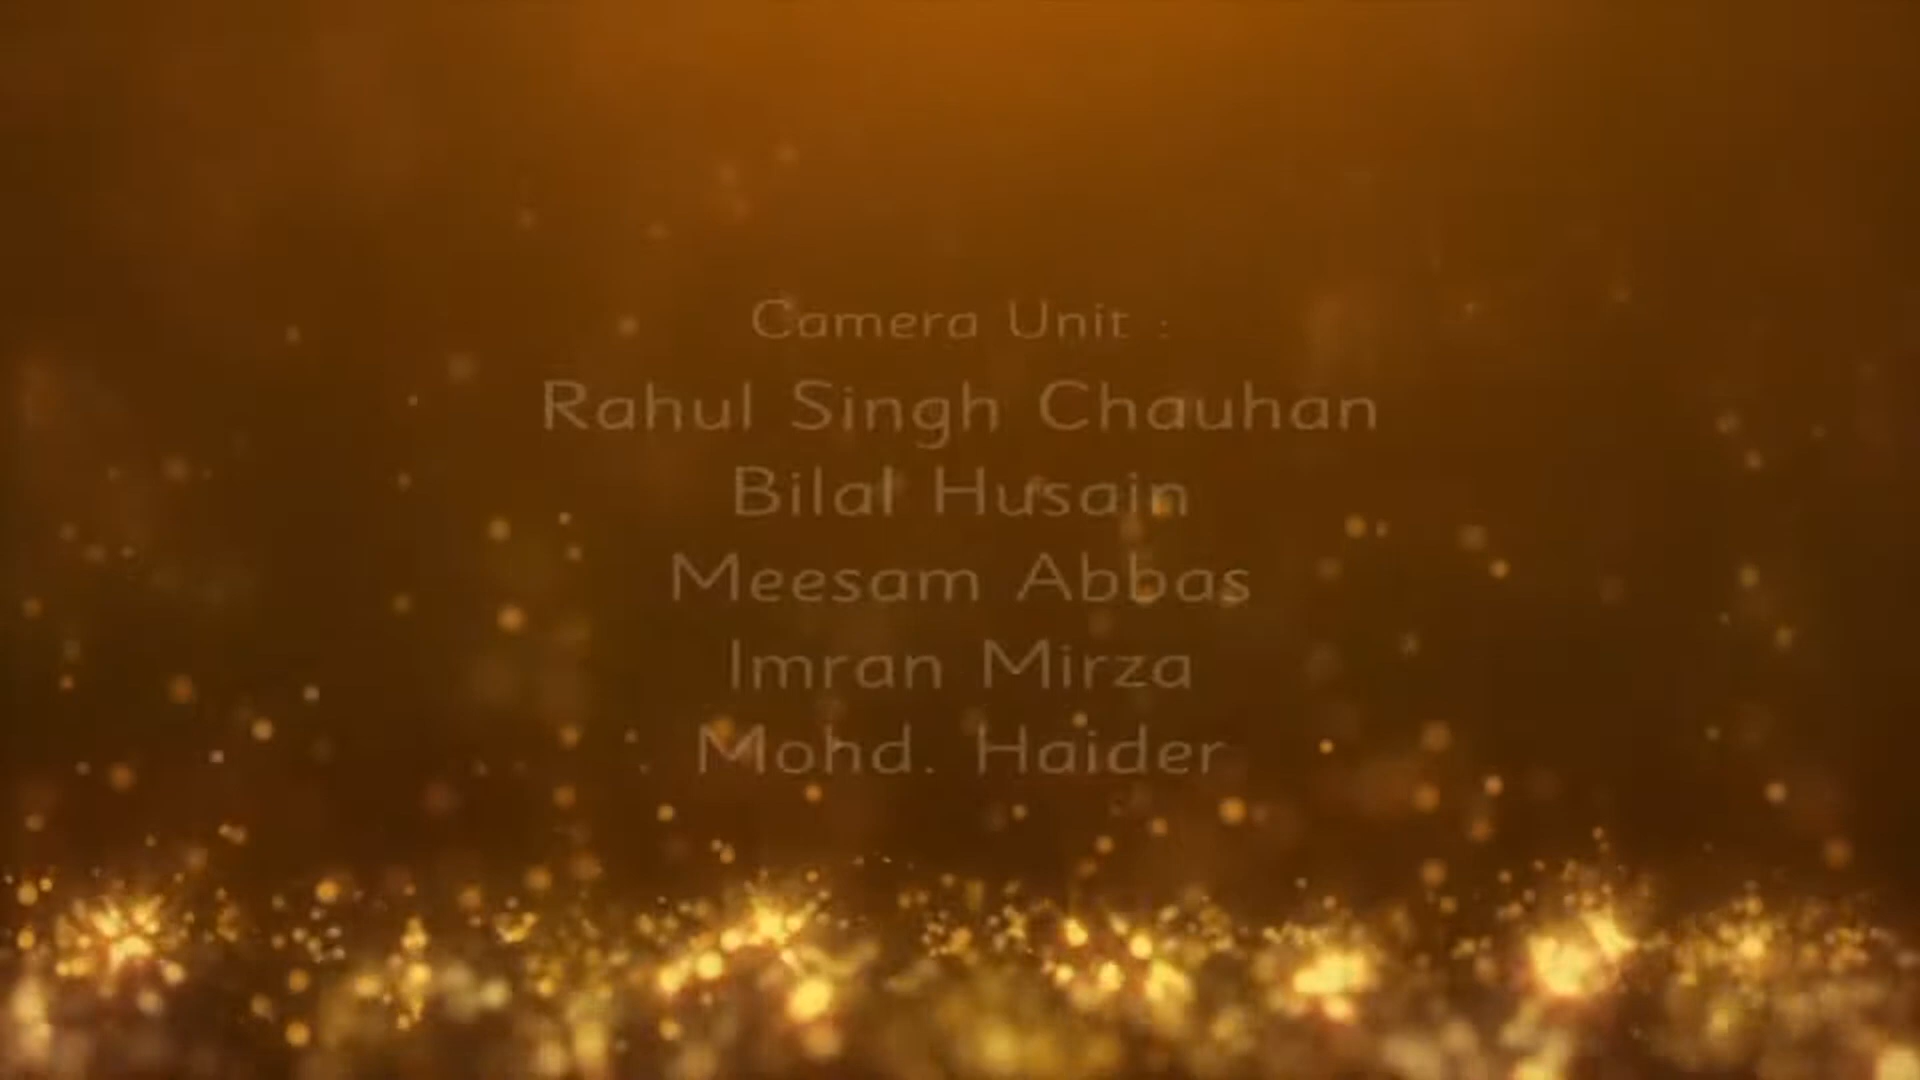 Camera Unit :
Rahul Singh Chauhan
Bilal Husain
Meesam Abbas
Imran Mirza
Mohd. Haider